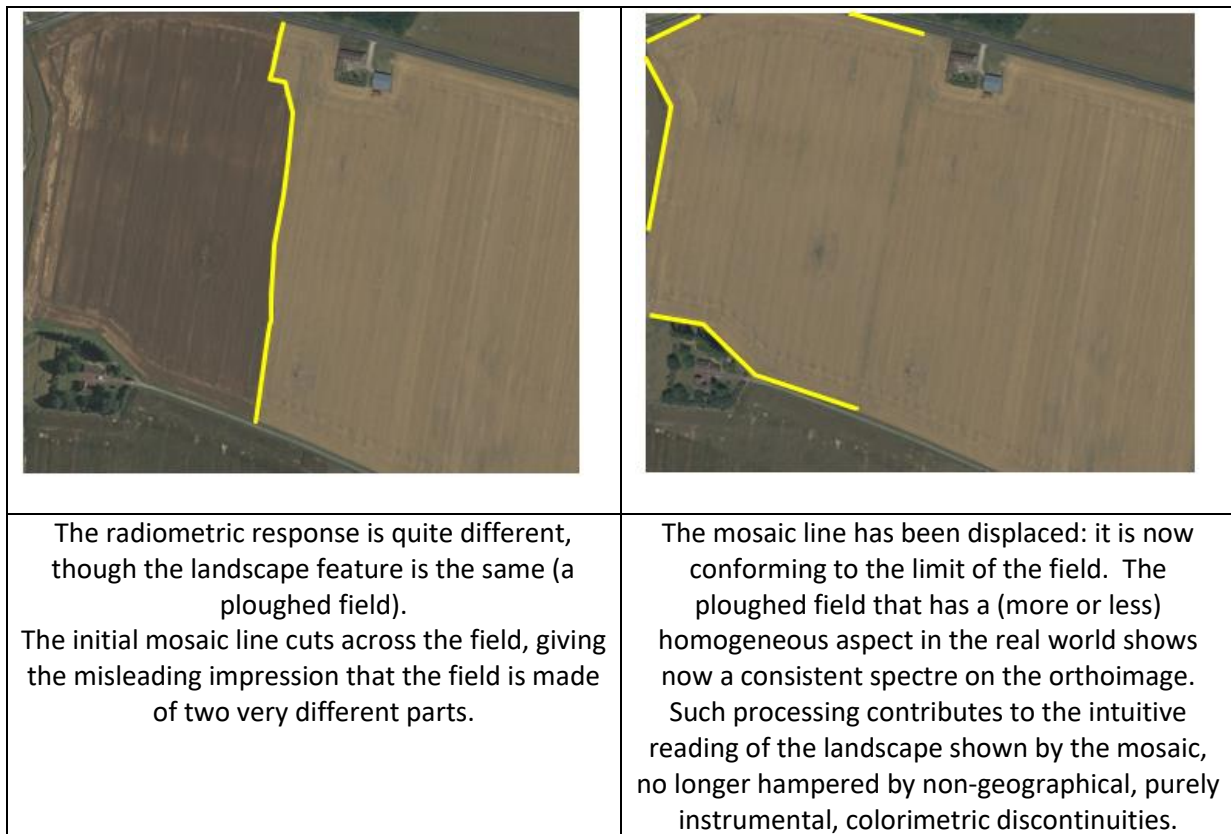 The radiometric response is quite different,
though the landscape feature is the same (a
ploughed field).
The initial mosaic line cuts across the field, giving
the misleading impression that the field is made
of two very different parts.
The mosaic line has been displaced: it is now
conforming to the limit of the field.  The
ploughed field that has a (more or less)
homogeneous aspect in the real world shows
now a consistent spectre on the orthoimage.
Such processing contributes to the intuitive
reading of the landscape shown by the mosaic,
no longer hampered by non-geographical, purely
instrumental, colorimetric discontinuities.